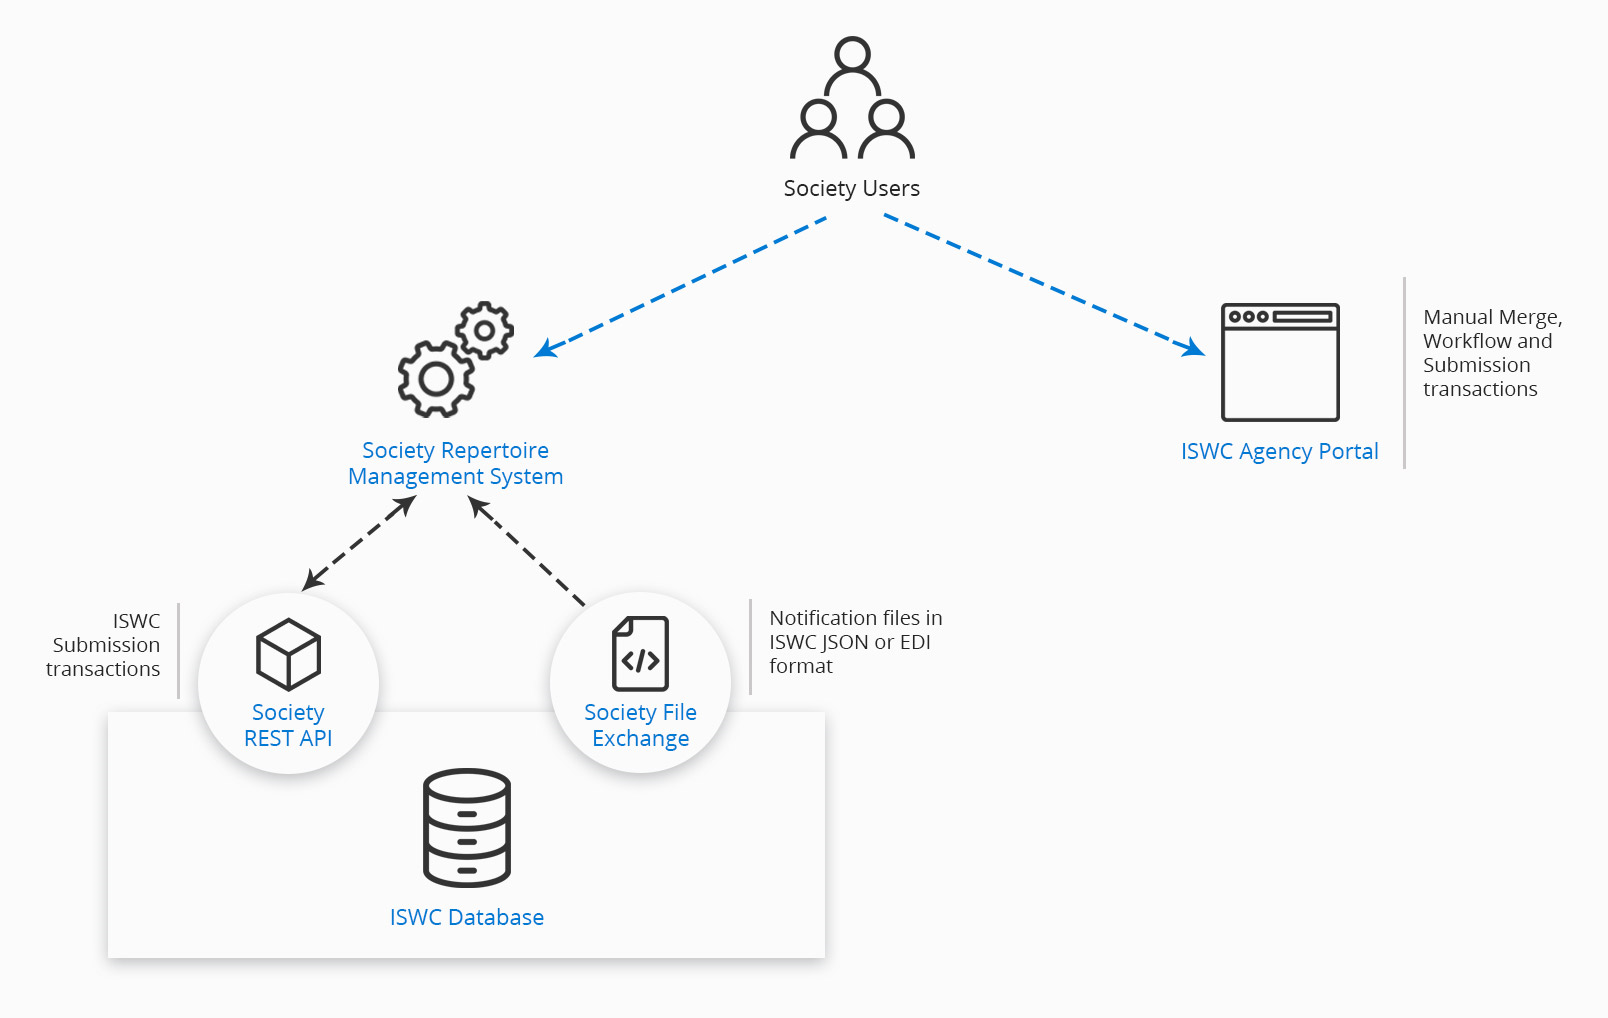 Society Users
Manual Merge,
Workflow and
Submission
transactions
Society Repertoire
Management System
ISWC Agency Portal
ISWC
Submission
transactions
Society
REST API
Society File
Exchange
Notification files in
ISWC JSON or EDI
format
ISWC Database